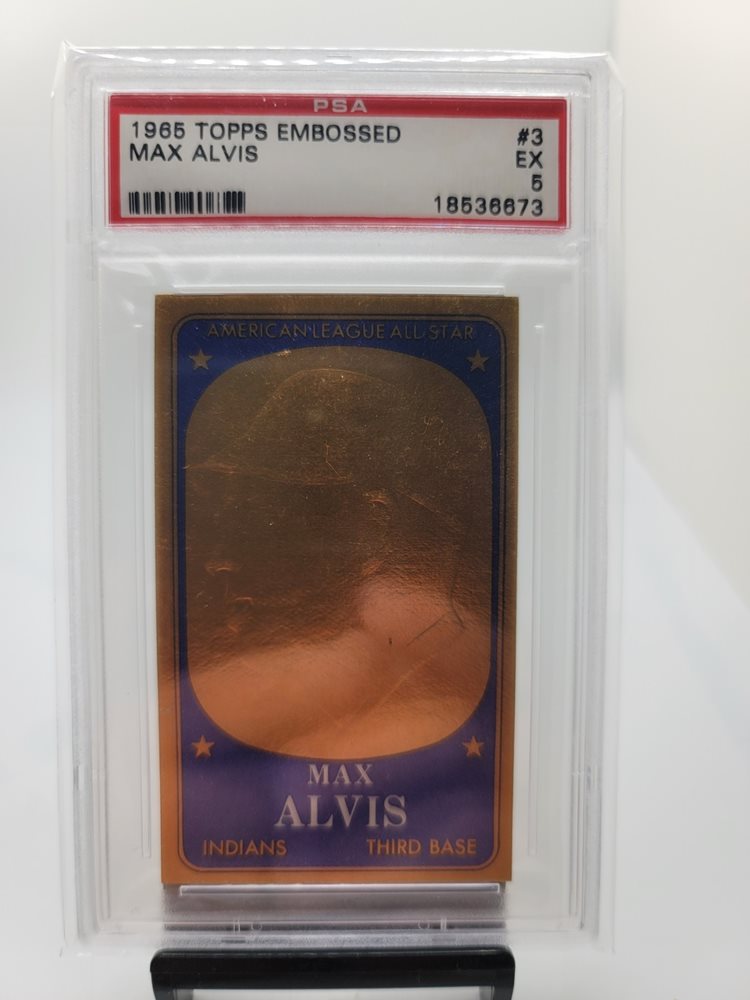 PSA
1965 TOPPS EMBOSSED #3
MAX ALVIS EX
5
18536673
AMERICAN LEAGUE ALL STAR
MAX
ALVIS
INDIANS THIRD BASE